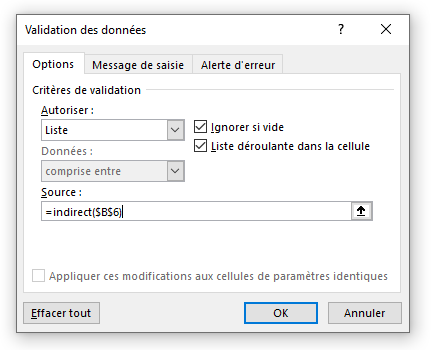 Validation des données
?
Options
Message de saisie
Alerte d'erreur
Critères de validation
Autoriser :
Liste
Ignorer si vide
Liste déroulante dans la cellule
Données :
comprise entre
Source :
=indirect($B$6)
Appliquer ces modifications aux cellules de paramètres identiques
Effacer tout
OK
Annuler